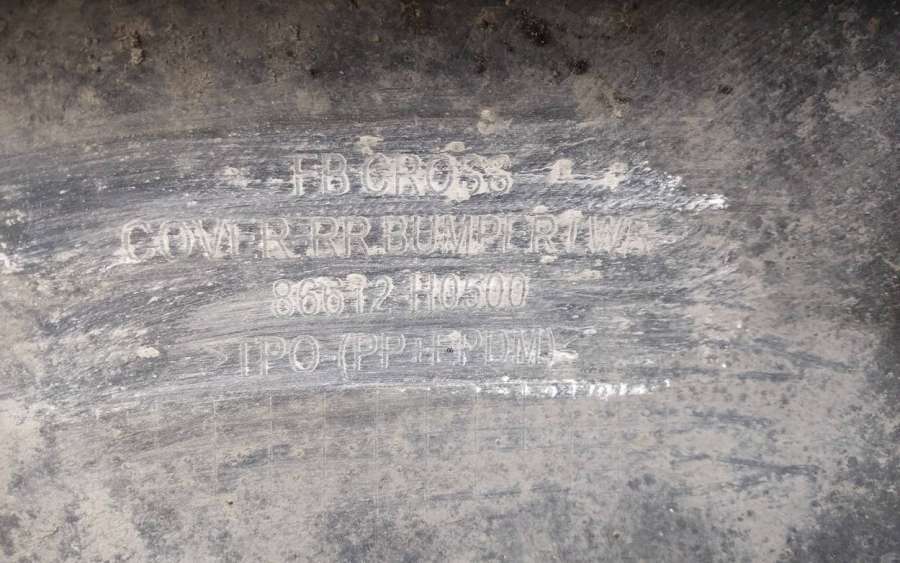 FB CROSS
COVER RR BUMPER LWR
86612 H0500
>TPO-(PP+EPDM)<